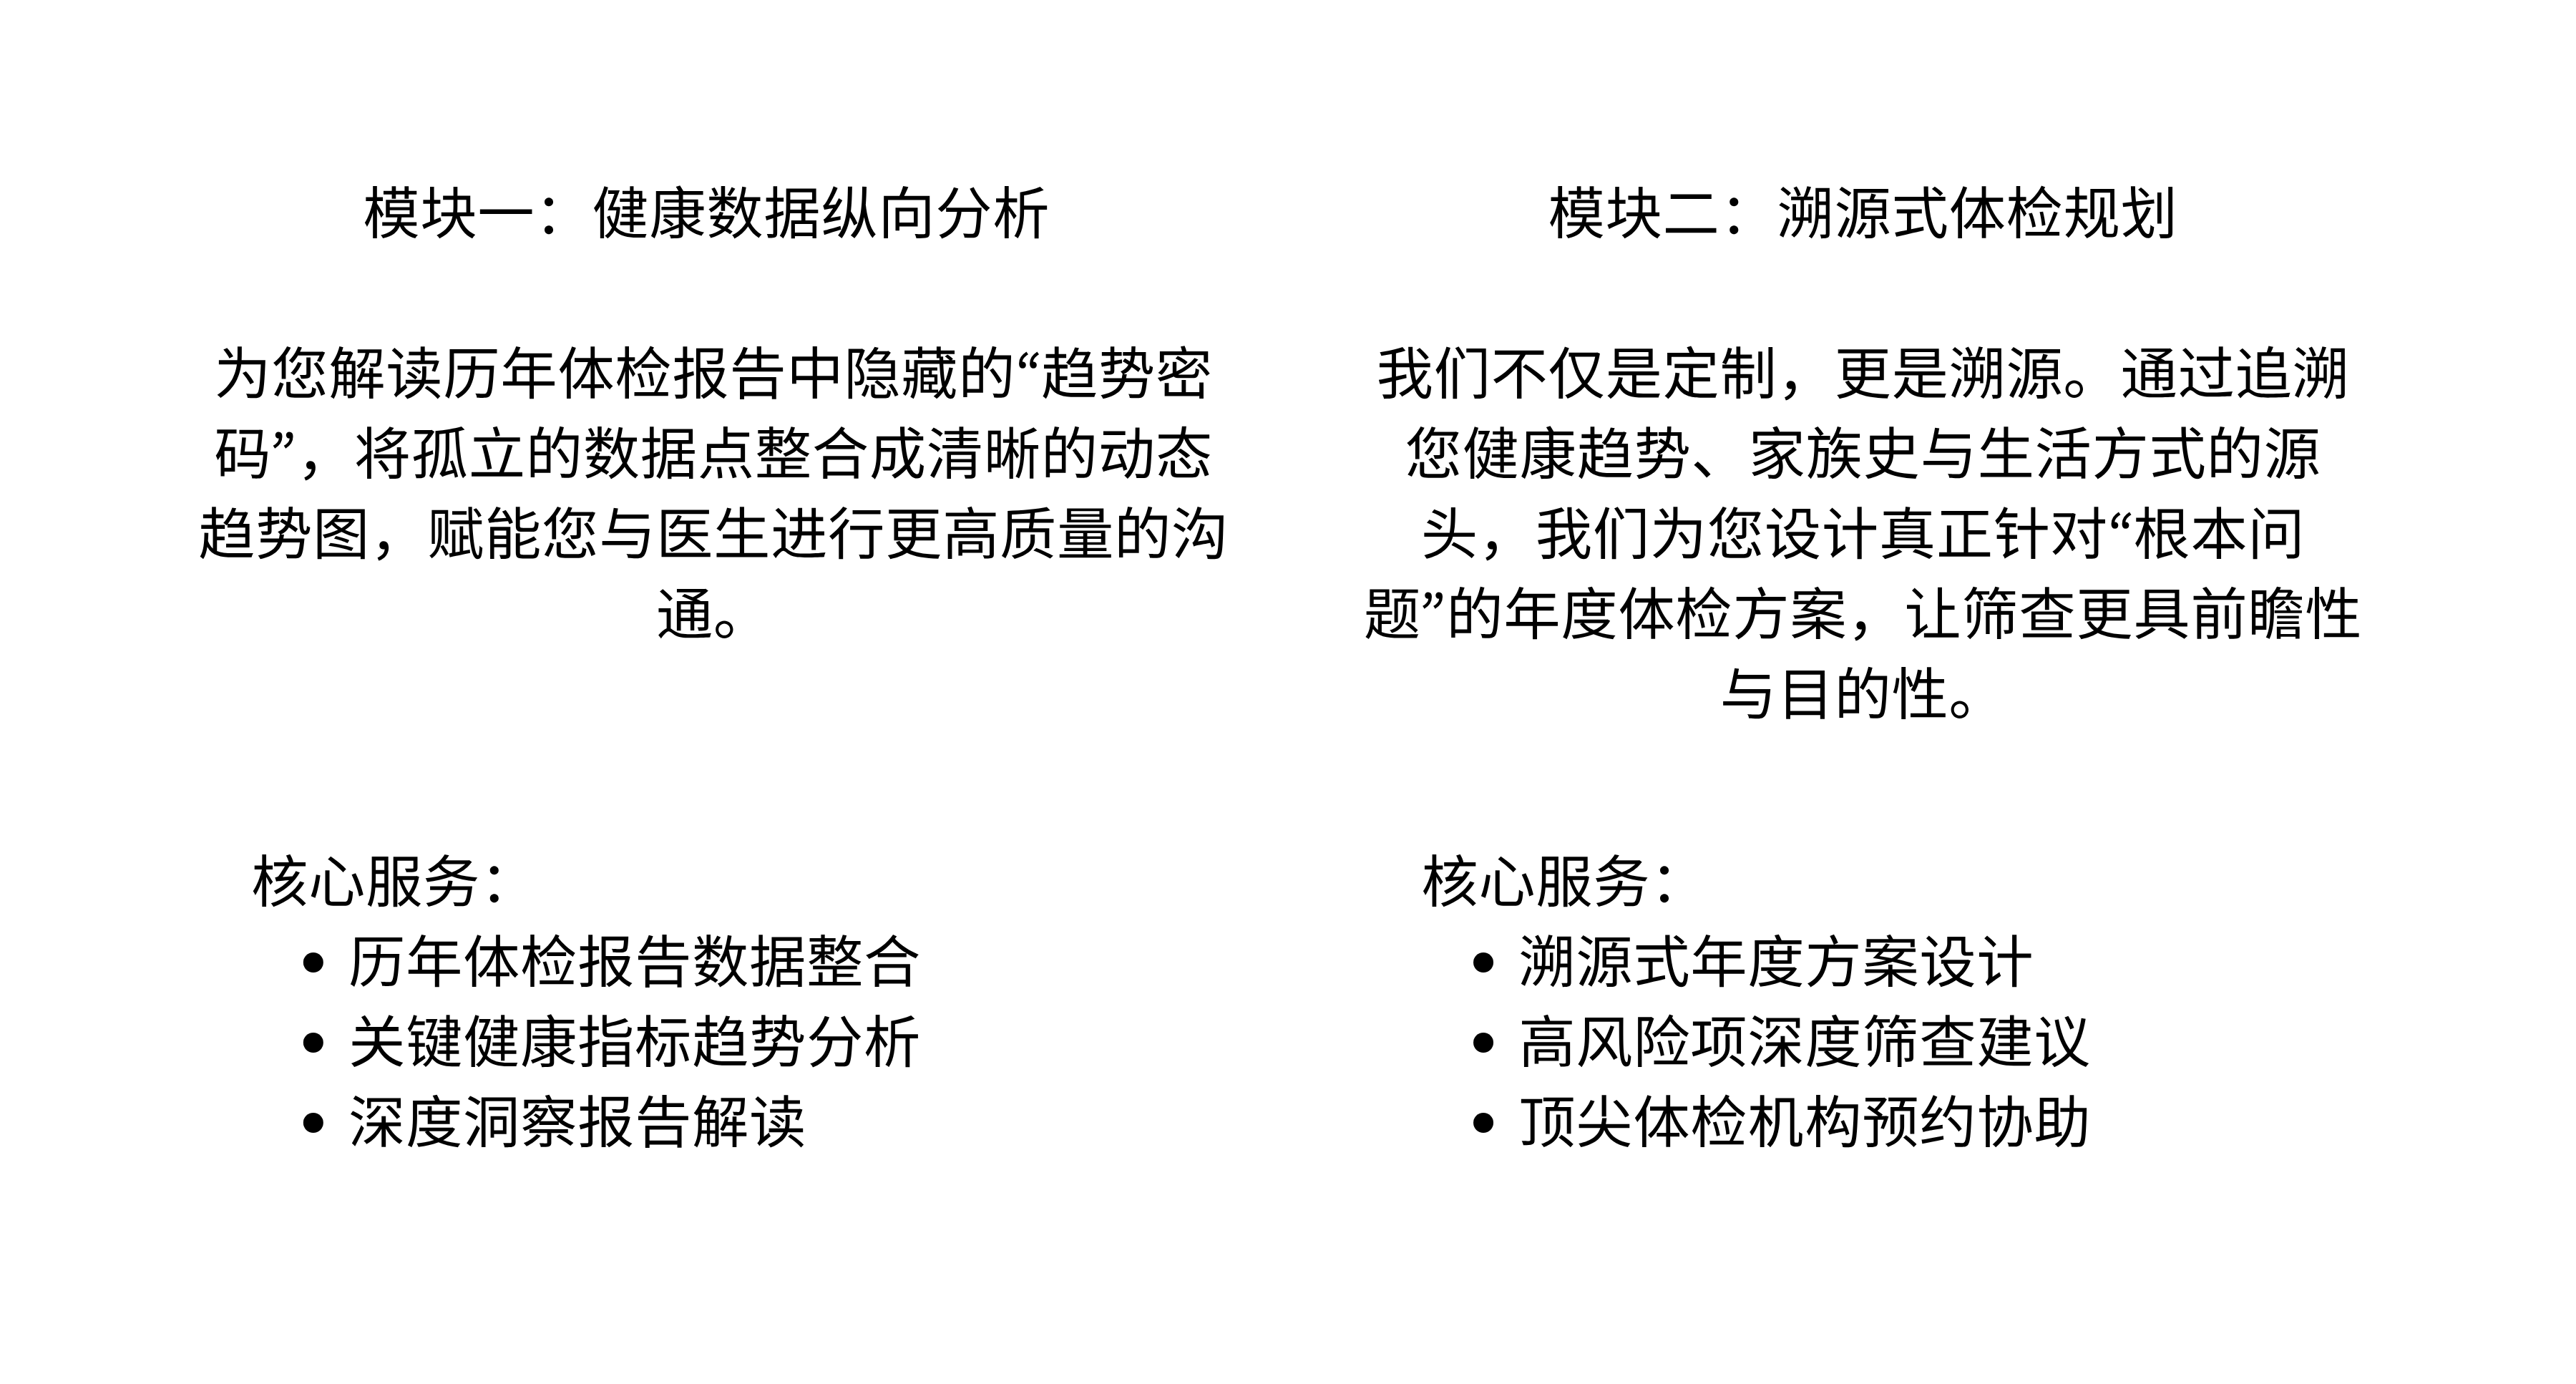 模块一：健康数据纵向分析
为您解读历年体检报告中隐藏的“趋势密
码”，将孤立的数据点整合成清晰的动态
趋势图，赋能您与医生进行更高质量的沟
通。
核心服务：
• 历年体检报告数据整合
• 关键健康指标趋势分析
• 深度洞察报告解读
模块二：溯源式体检规划
我们不仅是定制，更是溯源。通过追溯
您健康趋势、家族史与生活方式的源
头，我们为您设计真正针对“根本问
题”的年度体检方案，让筛查更具前瞻性
与目的性。
核心服务：
• 溯源式年度方案设计
• 高风险项深度筛查建议
• 顶尖体检机构预约协助